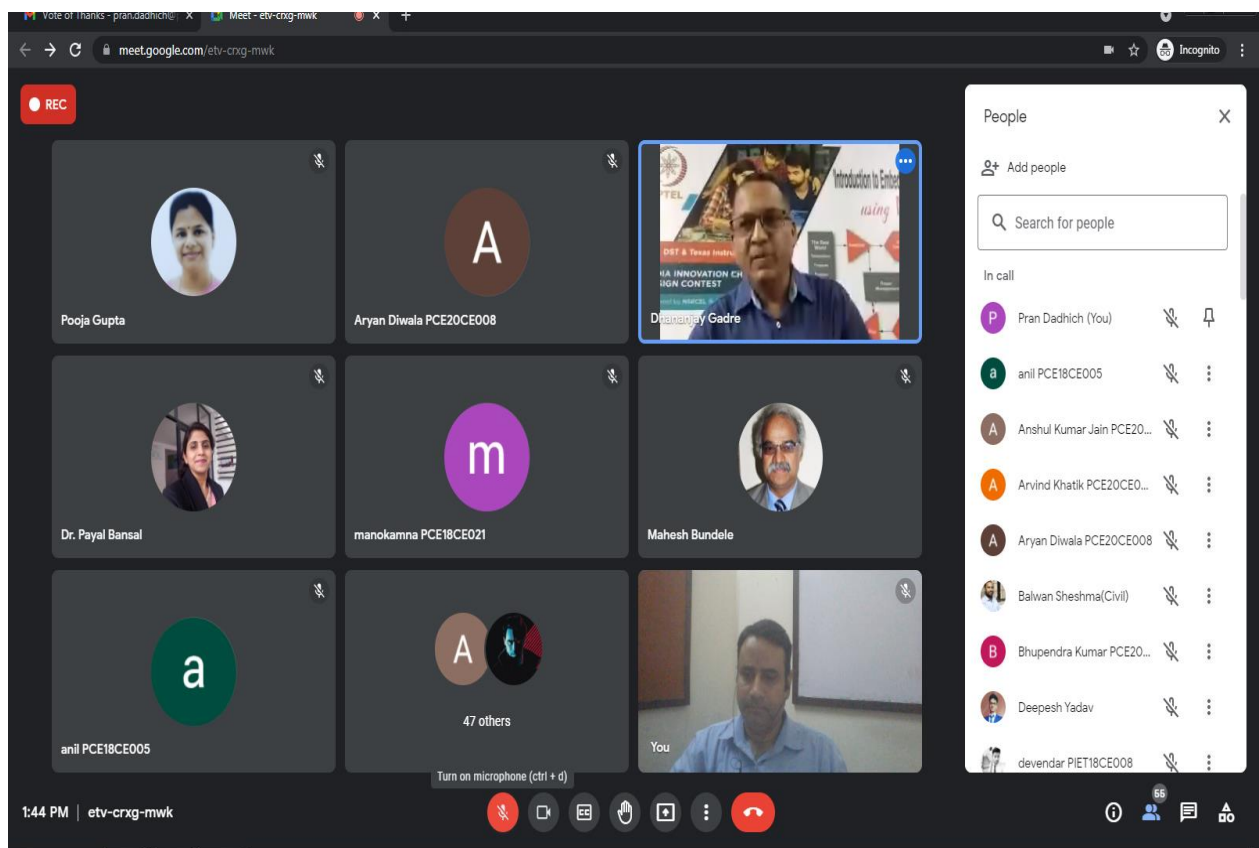 Vote of Thanks - pran.dadhich@
Meet - etv-crxg-mwk
meet.google.com/etv-crxg-mwk
Incognito
REC
Pooja Gupta
A
Aryan Diwala PCE20CE008
PTEL
Introduction to Embe
using
DST & Texas Instru
IA INNOVATION CH
SIGN CONTEST
Dhananjay Gadre
Dr. Payal Bansal
m
manokamna PCE18CE021
Mahesh Bundele
a
anil PCE18CE005
A
47 others
You
People
Add people
Search for people
In call
P Pran Dadhich (You)
a anil PCE18CE005
A Anshul Kumar Jain PCE20...
A Arvind Khatik PCE20CE0...
A Aryan Diwala PCE20CE008
Balwan Sheshma(Civil)
B Bhupendra Kumar PCE20...
Deepesh Yadav
devendar PIET18CE008
Turn on microphone (ctrl + d)
1:44 PM | etv-crxg-mwk
CC
55